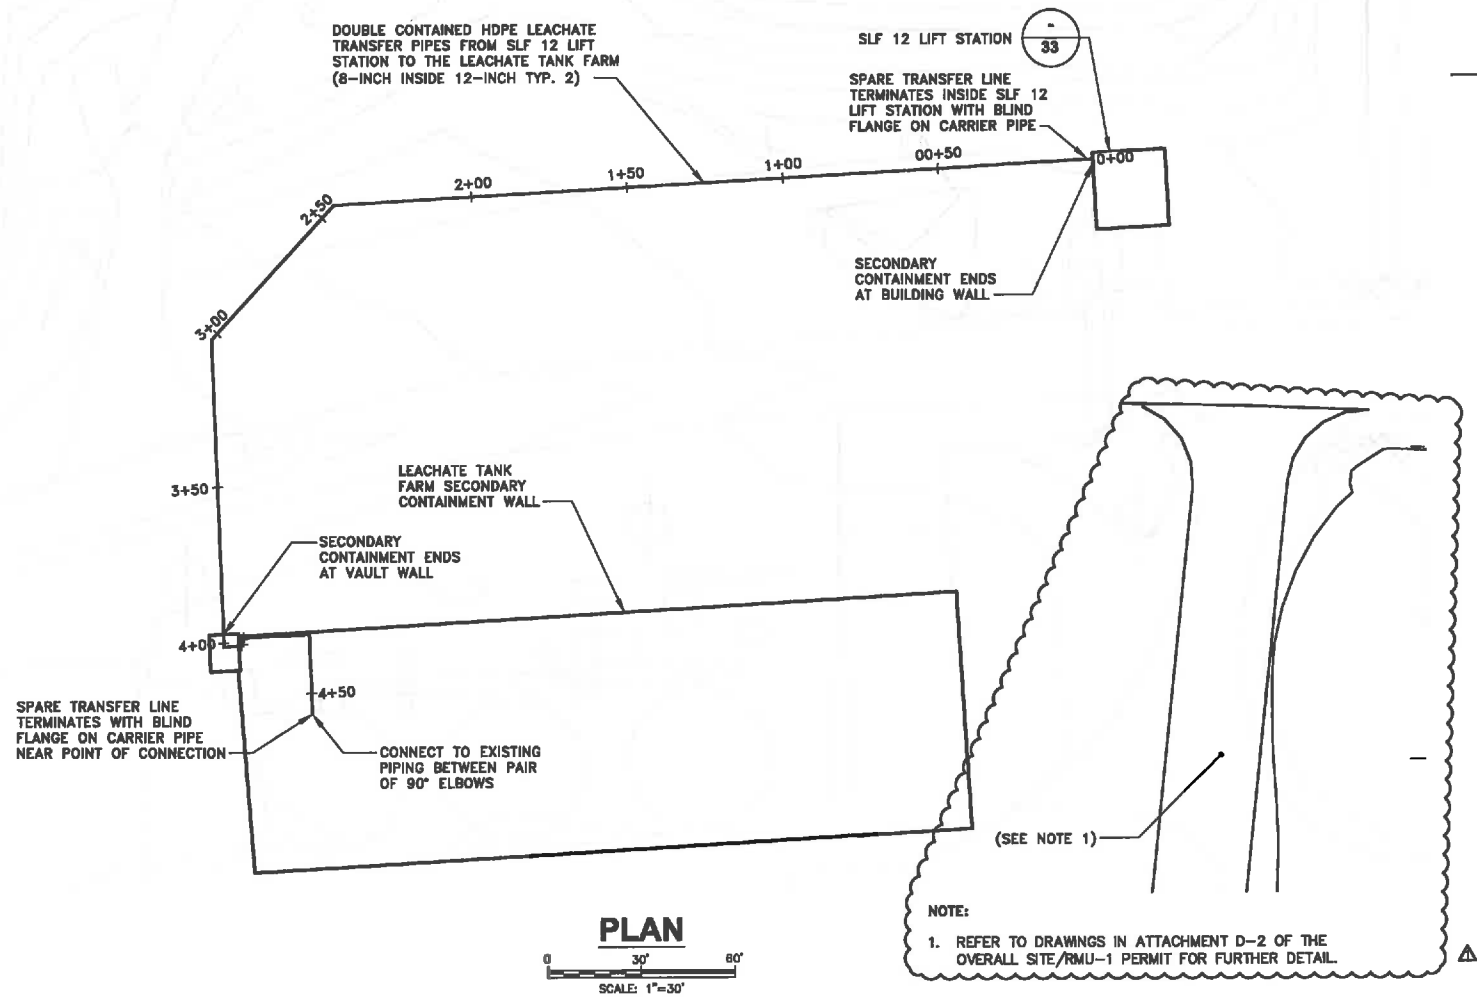 DOUBLE CONTAINED HDPE LEACHATE
TRANSFER PIPES FROM SLF 12 LIFT
STATION TO THE LEACHATE TANK FARM
(8-INCH INSIDE 12-INCH TYP. 2)
SLF 12 LIFT STATION
-
33
SPARE TRANSFER LINE
TERMINATES INSIDE SLF 12
LIFT STATION WITH BLIND
FLANGE ON CARRIER PIPE
0+00
00+50
1+00
1+50
2+00
2+50
3+00
3+50
4+00
4+50
SECONDARY
CONTAINMENT ENDS
AT BUILDING WALL
LEACHATE TANK
FARM SECONDARY
CONTAINMENT WALL
SECONDARY
CONTAINMENT ENDS
AT VAULT WALL
SPARE TRANSFER LINE
TERMINATES WITH BLIND
FLANGE ON CARRIER PIPE
NEAR POINT OF CONNECTION
CONNECT TO EXISTING
PIPING BETWEEN PAIR
OF 90° ELBOWS
(SEE NOTE 1)
NOTE:
1. REFER TO DRAWINGS IN ATTACHMENT D-2 OF THE
OVERALL SITE/RMU-1 PERMIT FOR FURTHER DETAIL.
1
PLAN
0 30' 60'
SCALE: 1"=30'